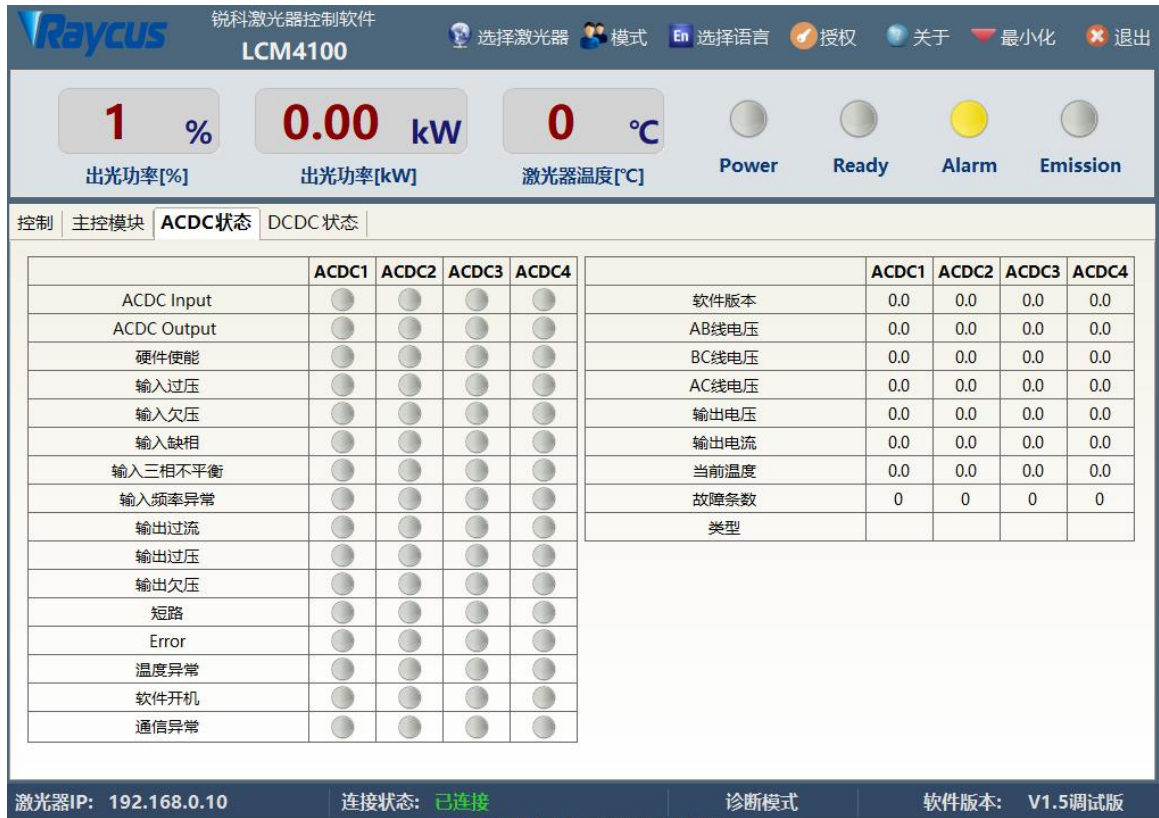 Raycus
锐科激光器控制软件
LCM4100
选择激光器 模式 En 选择语言 授权 关于 最小化 退出
1 % 0.00 kW 0 ℃
出光功率[%] 出光功率[kW] 激光器温度[℃] Power Ready Alarm Emission
控制 主控模块 ACDC状态 DCDC状态
ACDC1 ACDC2 ACDC3 ACDC4
ACDC Input
ACDC Output
硬件使能
输入过压
输入欠压
输入缺相
输入三相不平衡
输入频率异常
输出过流
输出过压
输出欠压
短路
Error
温度异常
软件开机
通信异常
ACDC1 ACDC2 ACDC3 ACDC4
软件版本 0.0 0.0 0.0 0.0
AB线电压 0.0 0.0 0.0 0.0
BC线电压 0.0 0.0 0.0 0.0
AC线电压 0.0 0.0 0.0 0.0
输出电压 0.0 0.0 0.0 0.0
输出电流 0.0 0.0 0.0 0.0
当前温度 0.0 0.0 0.0 0.0
故障条数 0 0 0 0
类型
激光器IP: 192.168.0.10 连接状态: 已连接 诊断模式 软件版本: V1.5调试版